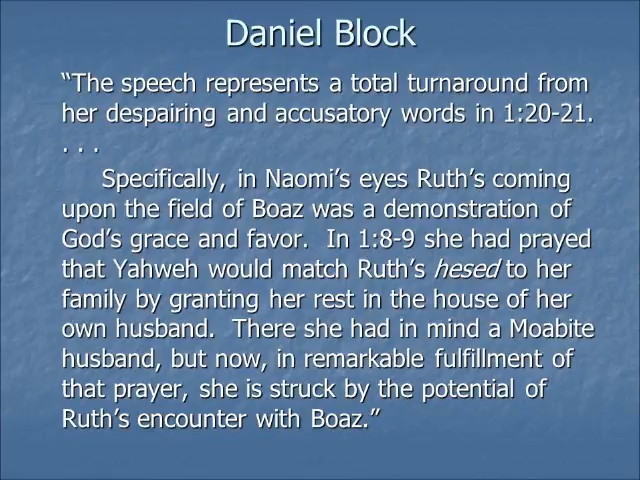 Daniel Block
“The speech represents a total turnaround from
her despairing and accusatory words in 1:20-21.
. . .
Specifically, in Naomi’s eyes Ruth’s coming
upon the field of Boaz was a demonstration of
God’s grace and favor.  In 1:8-9 she had prayed
that Yahweh would match Ruth’s hesed to her
family by granting her rest in the house of her
own husband.  There she had in mind a Moabite
husband, but now, in remarkable fulfillment of
that prayer, she is struck by the potential of
Ruth’s encounter with Boaz.”